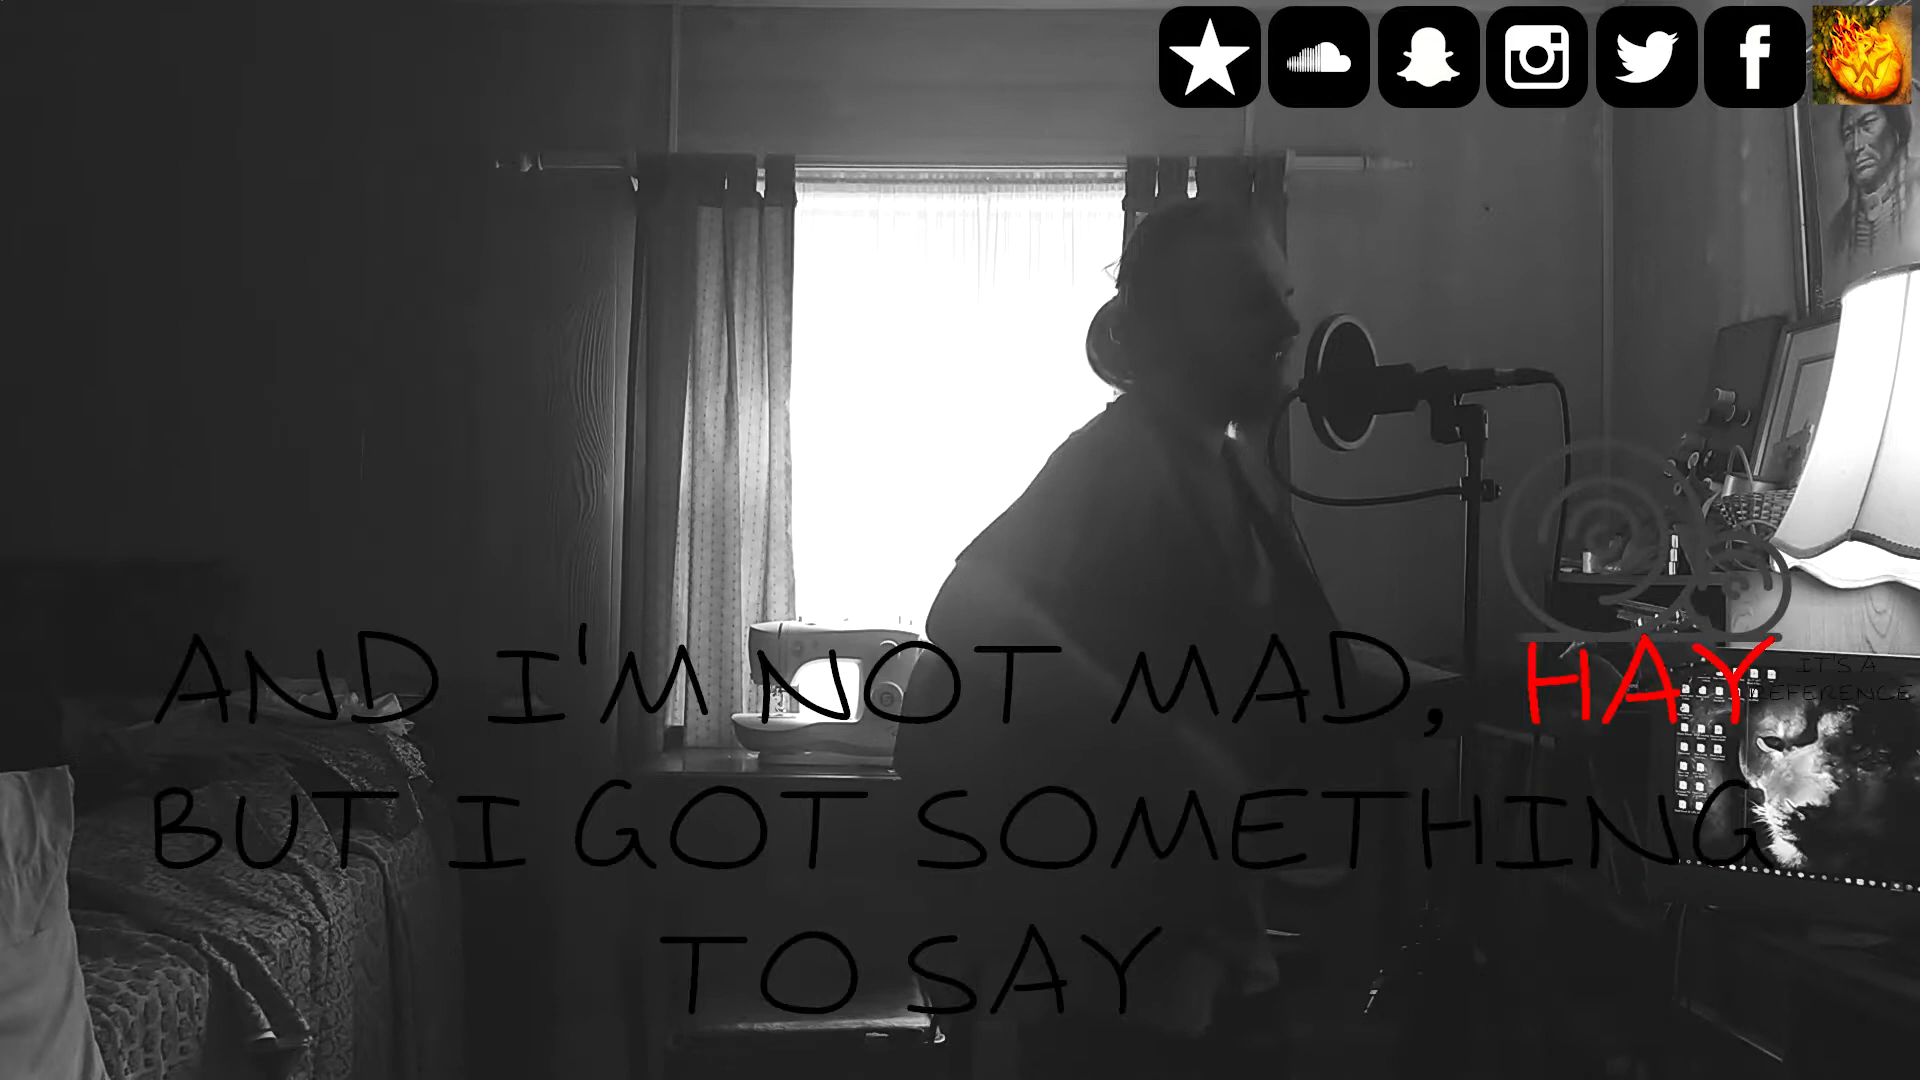 AND I'M NOT MAD, HAY
IT'S A
REFERENCE
BUT I GOT SOMETHING
TO SAY